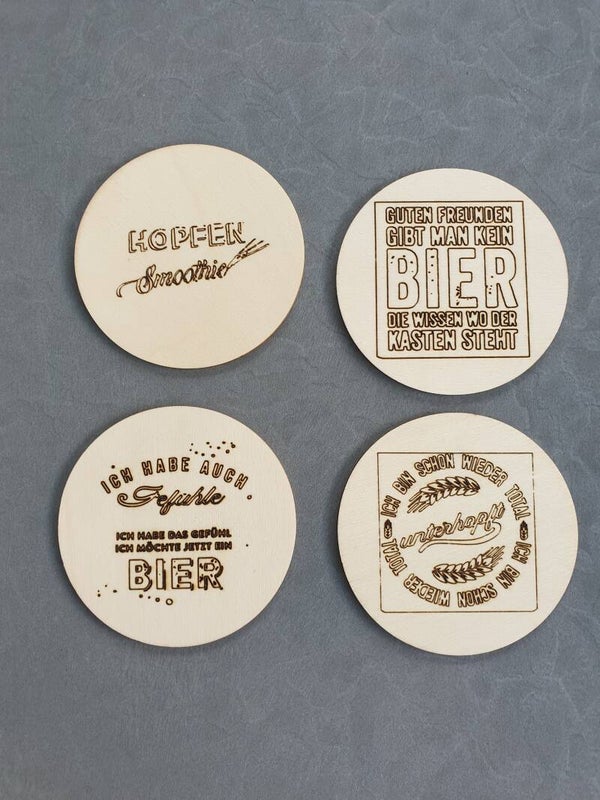 HOPFEN
Smoothie
GUTEN FREUNDEN
GIBT MAN KEIN
BIER
DIE WISSEN WO DER
KASTEN STEHT
ICH HABE AUCH
Gefühle
ICH HABE DAS GEFÜHL
ICH MÖCHTE JETZT EIN
BIER
ICH BIN SCHON WIEDER TOTAL
unterhopft
ICH BIN SCHON WIEDER TOTAL